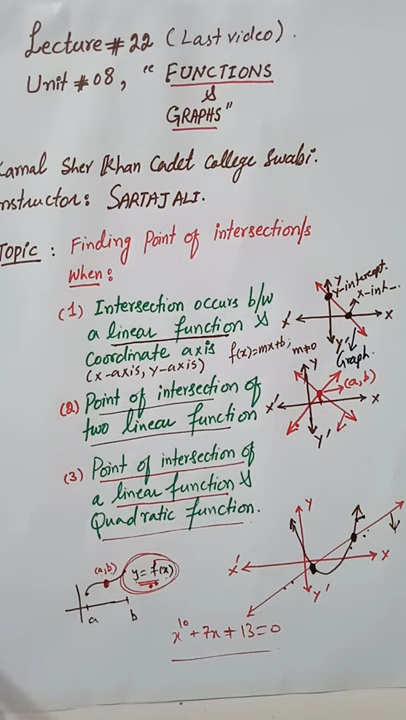 Lecture # 22 (Last video).
Unit # 08, " FUNCTIONS
&
GRAPHS"
Karnal Sher Khan Cadet College Swabi.
Instructor: SARTAJ ALI.
Topic: Finding Point of intersection/s
When:
(1) Intersection occurs b/w
a linear function &
Coordinate axis f(x)=mx+b; m≠0
(x-axis, y-axis)
y-intercept.
x-int-.
Y
X' X
Y'
Graph.
(2) Point of intersection of
two linear function
Y
(a,b)
X' X
Y'
(3) Point of intersection of
a linear function &
Quadratic function.
Y
X' X
Y'
(a,b) y=f(x)
a b
x¹⁰+7x+13=0